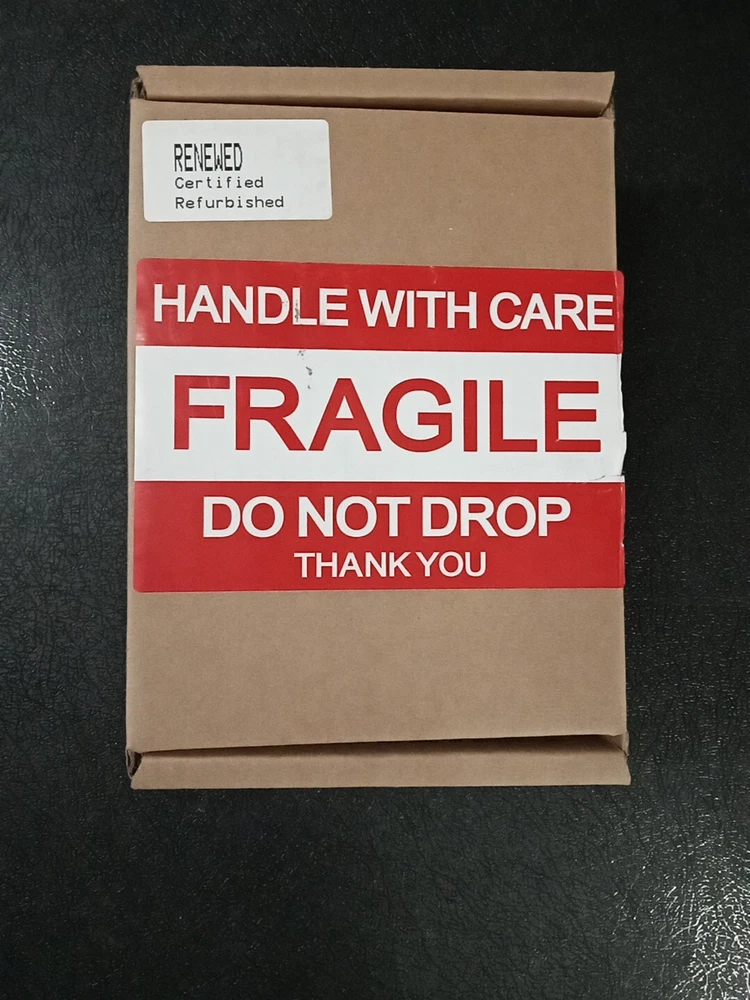 RENEWED
Certified
Refurbished
HANDLE WITH CARE
FRAGILE
DO NOT DROP
THANK YOU